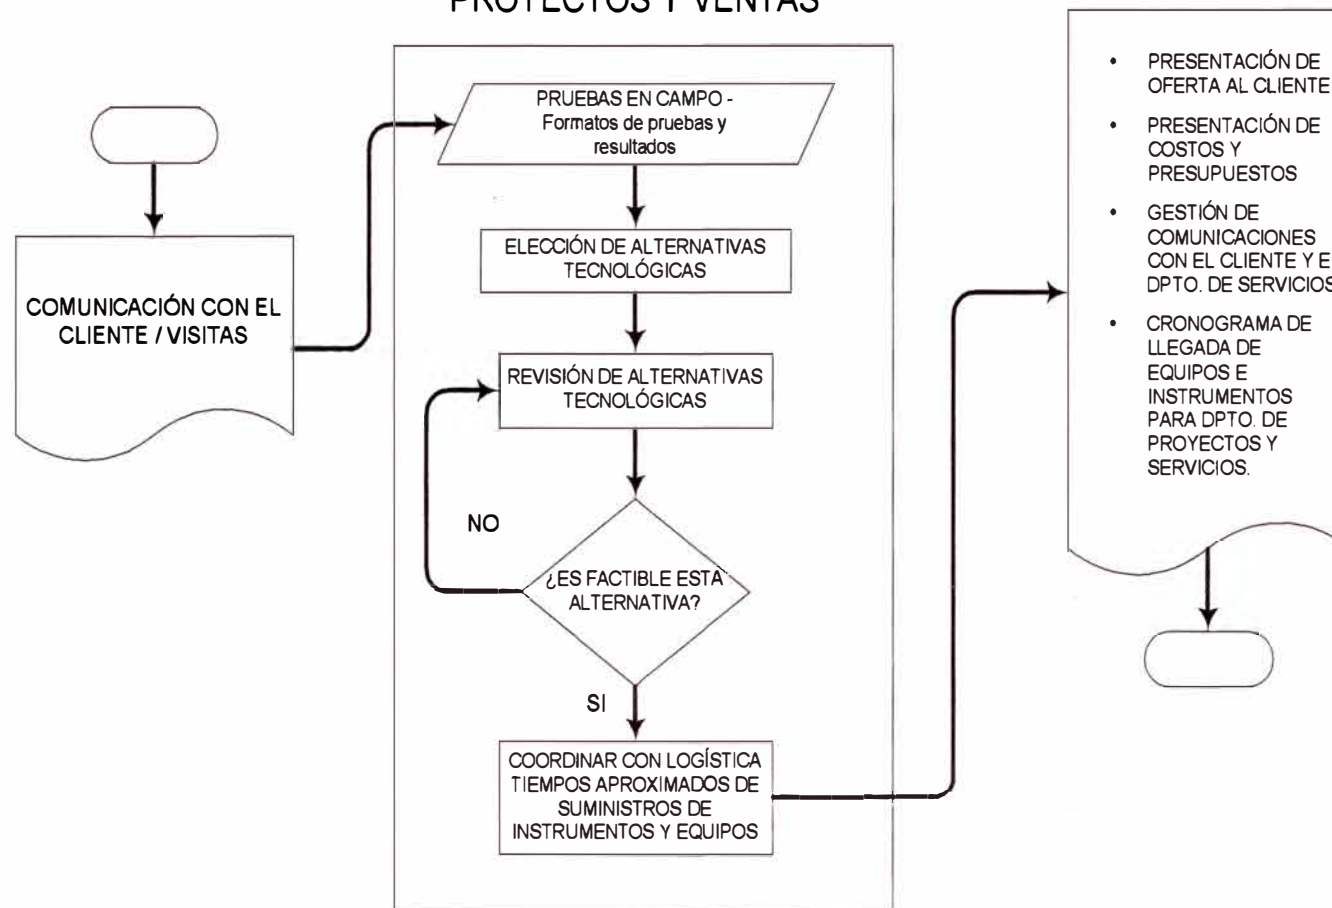 PROYECTOS Y VENTAS
COMUNICACIÓN CON EL
CLIENTE / VISITAS
PRUEBAS EN CAMPO -
Formatos de pruebas y
resultados
ELECCIÓN DE ALTERNATIVAS
TECNOLÓGICAS
REVISIÓN DE ALTERNATIVAS
TECNOLÓGICAS
NO
¿ES FACTIBLE ESTA
ALTERNATIVA?
SI
COORDINAR CON LOGÍSTICA
TIEMPOS APROXIMADOS DE
SUMINISTROS DE
INSTRUMENTOS Y EQUIPOS
• PRESENTACIÓN DE
OFERTA AL CLIENTE
• PRESENTACIÓN DE
COSTOS Y
PRESUPUESTOS
• GESTIÓN DE
COMUNICACIONES
CON EL CLIENTE Y E
DPTO. DE SERVICIOS
• CRONOGRAMA DE
LLEGADA DE
EQUIPOS E
INSTRUMENTOS
PARA DPTO. DE
PROYECTOS Y
SERVICIOS.